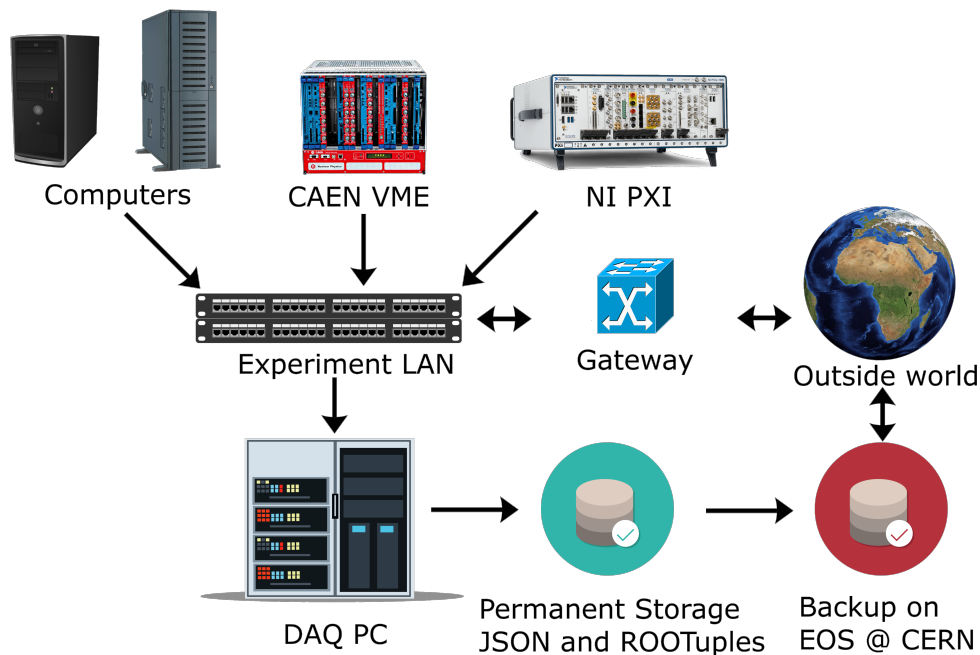 Computers
CAEN VME
NI PXI
Experiment LAN
Gateway
Outside world
DAQ PC
Permanent Storage
JSON and ROOTuples
Backup on
EOS @ CERN